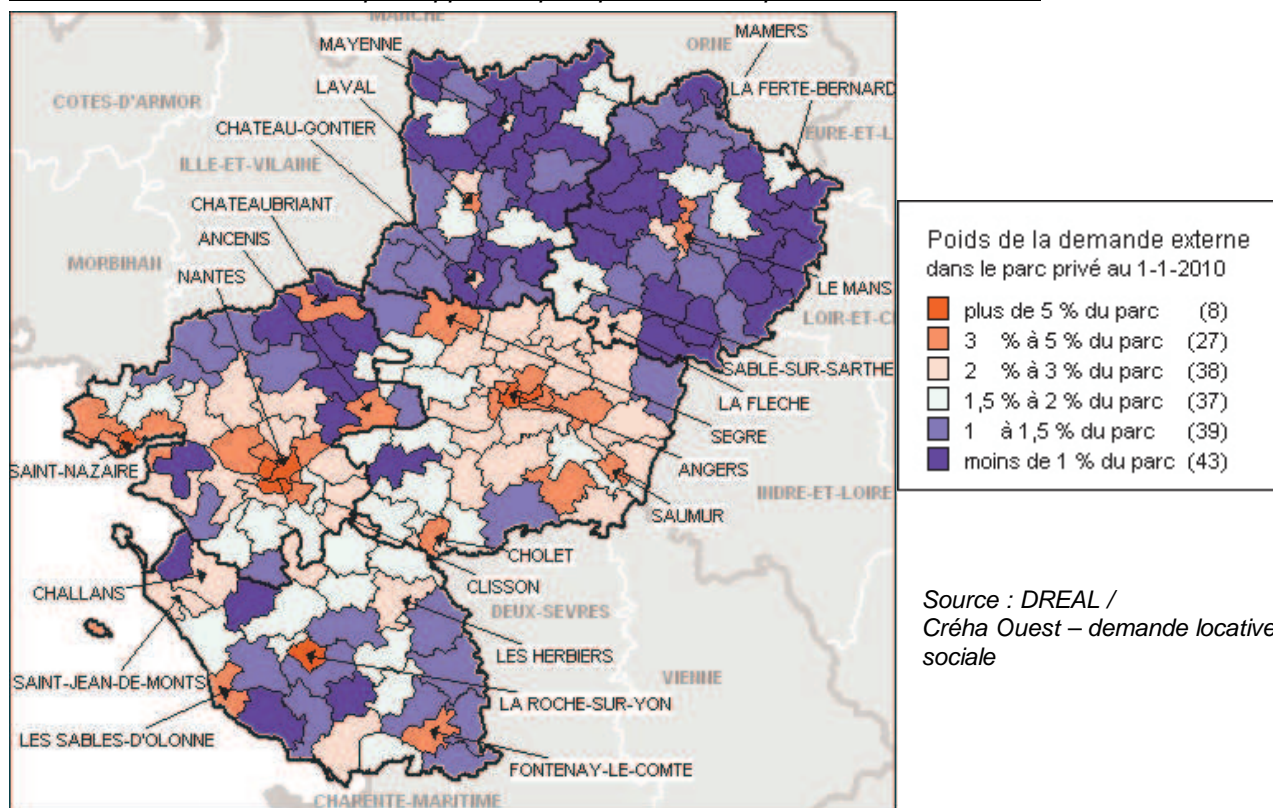 MANCHE
ORNE
MAMERS
MAYENNE
LA FERTE-BERNARD
LAVAL
COTES-D'ARMOR
CHATEAU-GONTIER
EURE-ET-L
ILLE-ET-VILAINE
CHATEAUBRIANT
ANCENIS
MORBIHAN
NANTES
LE MANS
LOIR-ET-C
SABLE-SUR-SARTHE
LA FLECHE
SEGRE
SAINT-NAZAIRE
ANGERS
INDRE-ET-LOIRE
SAUMUR
CHOLET
CLISSON
CHALLANS
DEUX-SEVRES
LES HERBIERS
SAINT-JEAN-DE-MONTS
VIENNE
LA ROCHE-SUR-YON
LES SABLES-D'OLONNE
FONTENAY-LE-COMTE
CHARENTE-MARITIME
Poids de la demande externe
dans le parc privé au 1-1-2010
plus de 5 % du parc (8)
3 % à 5 % du parc (27)
2 % à 3 % du parc (38)
1,5 % à 2 % du parc (37)
1 à 1,5 % du parc (39)
moins de 1 % du parc (43)
Source : DREAL /
Créha Ouest – demande locative
sociale